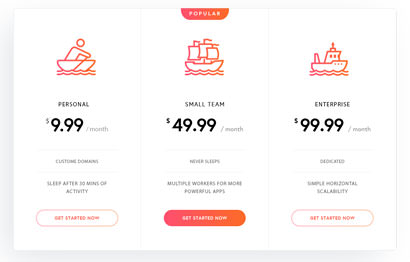 POPULAR
PERSONAL
$9.99 /month
CUSTOME DOMAINS
SLEEP AFTER 30 MINS OF
ACTIVITY
GET STARTED NOW
SMALL TEAM
$49.99 / month
NEVER SLEEPS
MULTIPLE WORKERS FOR MORE
POWERFUL APPS
GET STARTED NOW
ENTERPRISE
$99.99 / month
DEDICATED
SIMPLE HORIZONTAL
SCALABILITY
GET STARTED NOW